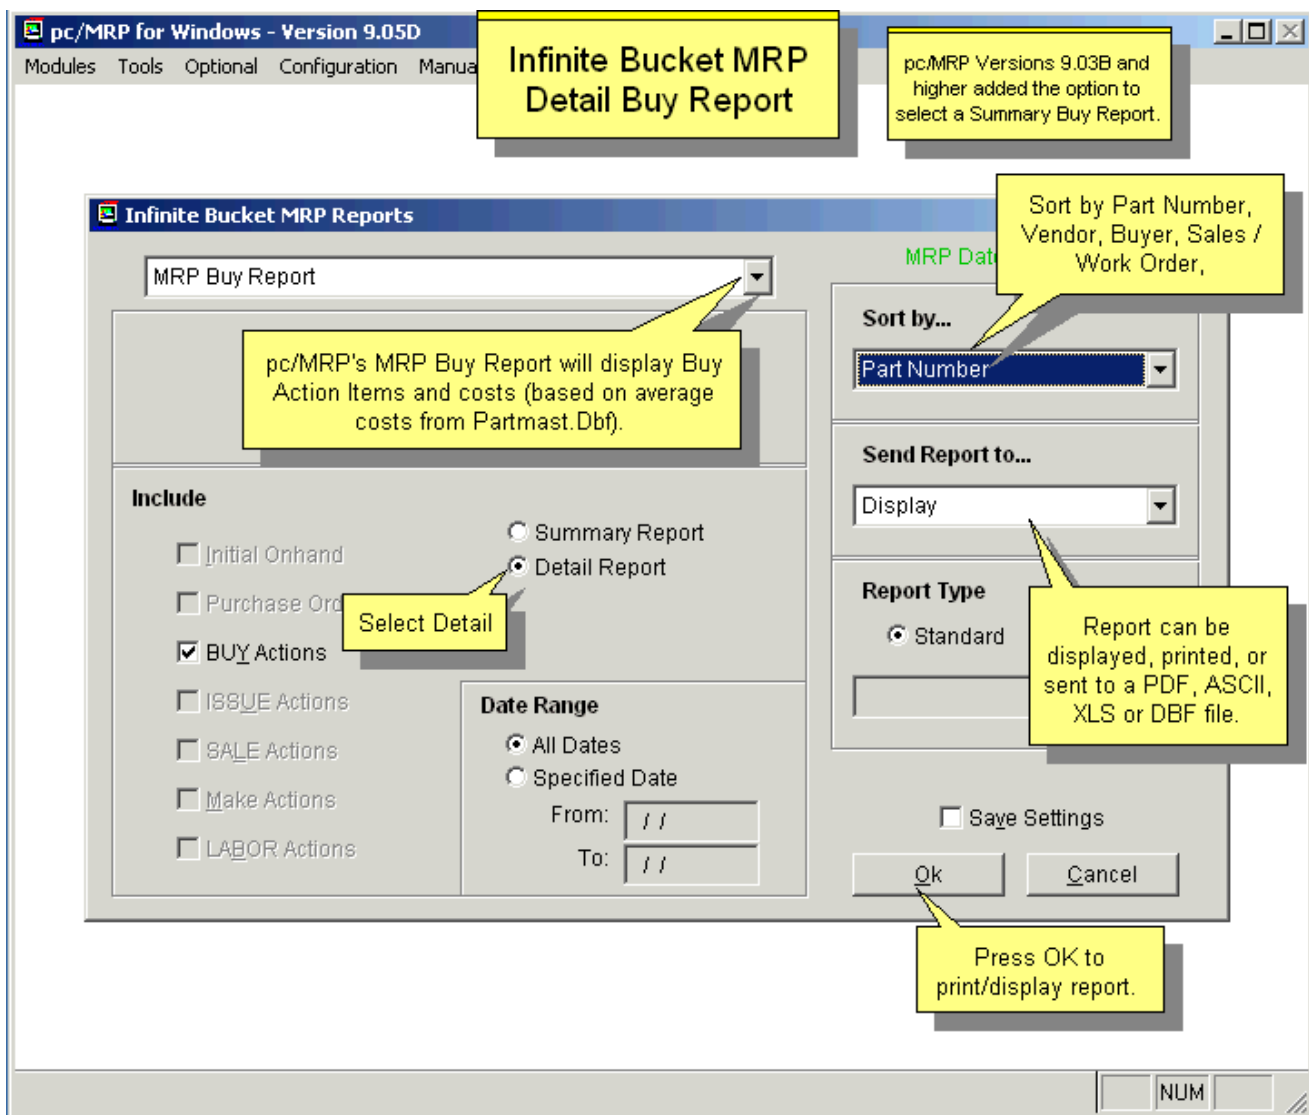 pc/MRP for Windows - Version 9.05D
Modules Tools Optional Configuration
Infinite Bucket MRP
Detail Buy Report
pc/MRP Versions 9.03B and
higher added the option to
select a Summary Buy Report.
Infinite Bucket MRP Reports
Sort by Part Number,
Vendor, Buyer, Sales /
Work Order,
MRP Buy Report
MRP
pc/MRP's MRP Buy Report will display Buy
Action Items and costs (based on average
costs from Partmast.Dbf).
Sort by...
Part Number
Send Report to...
Display
Include
Summary Report
Detail Report
Select Detail
Initial Onhand
Purchase
BUY Actions
ISSUE Actions
SALE Actions
Make Actions
LABOR Actions
Date Range
All Dates
Specified Date
From: / /
To: / /
Report Type
Standard
Report can be
displayed, printed, or
sent to a PDF, ASCII,
XLS or DBF file.
Save Settings
Ok Cancel
Press OK to
print/display report.
NUM